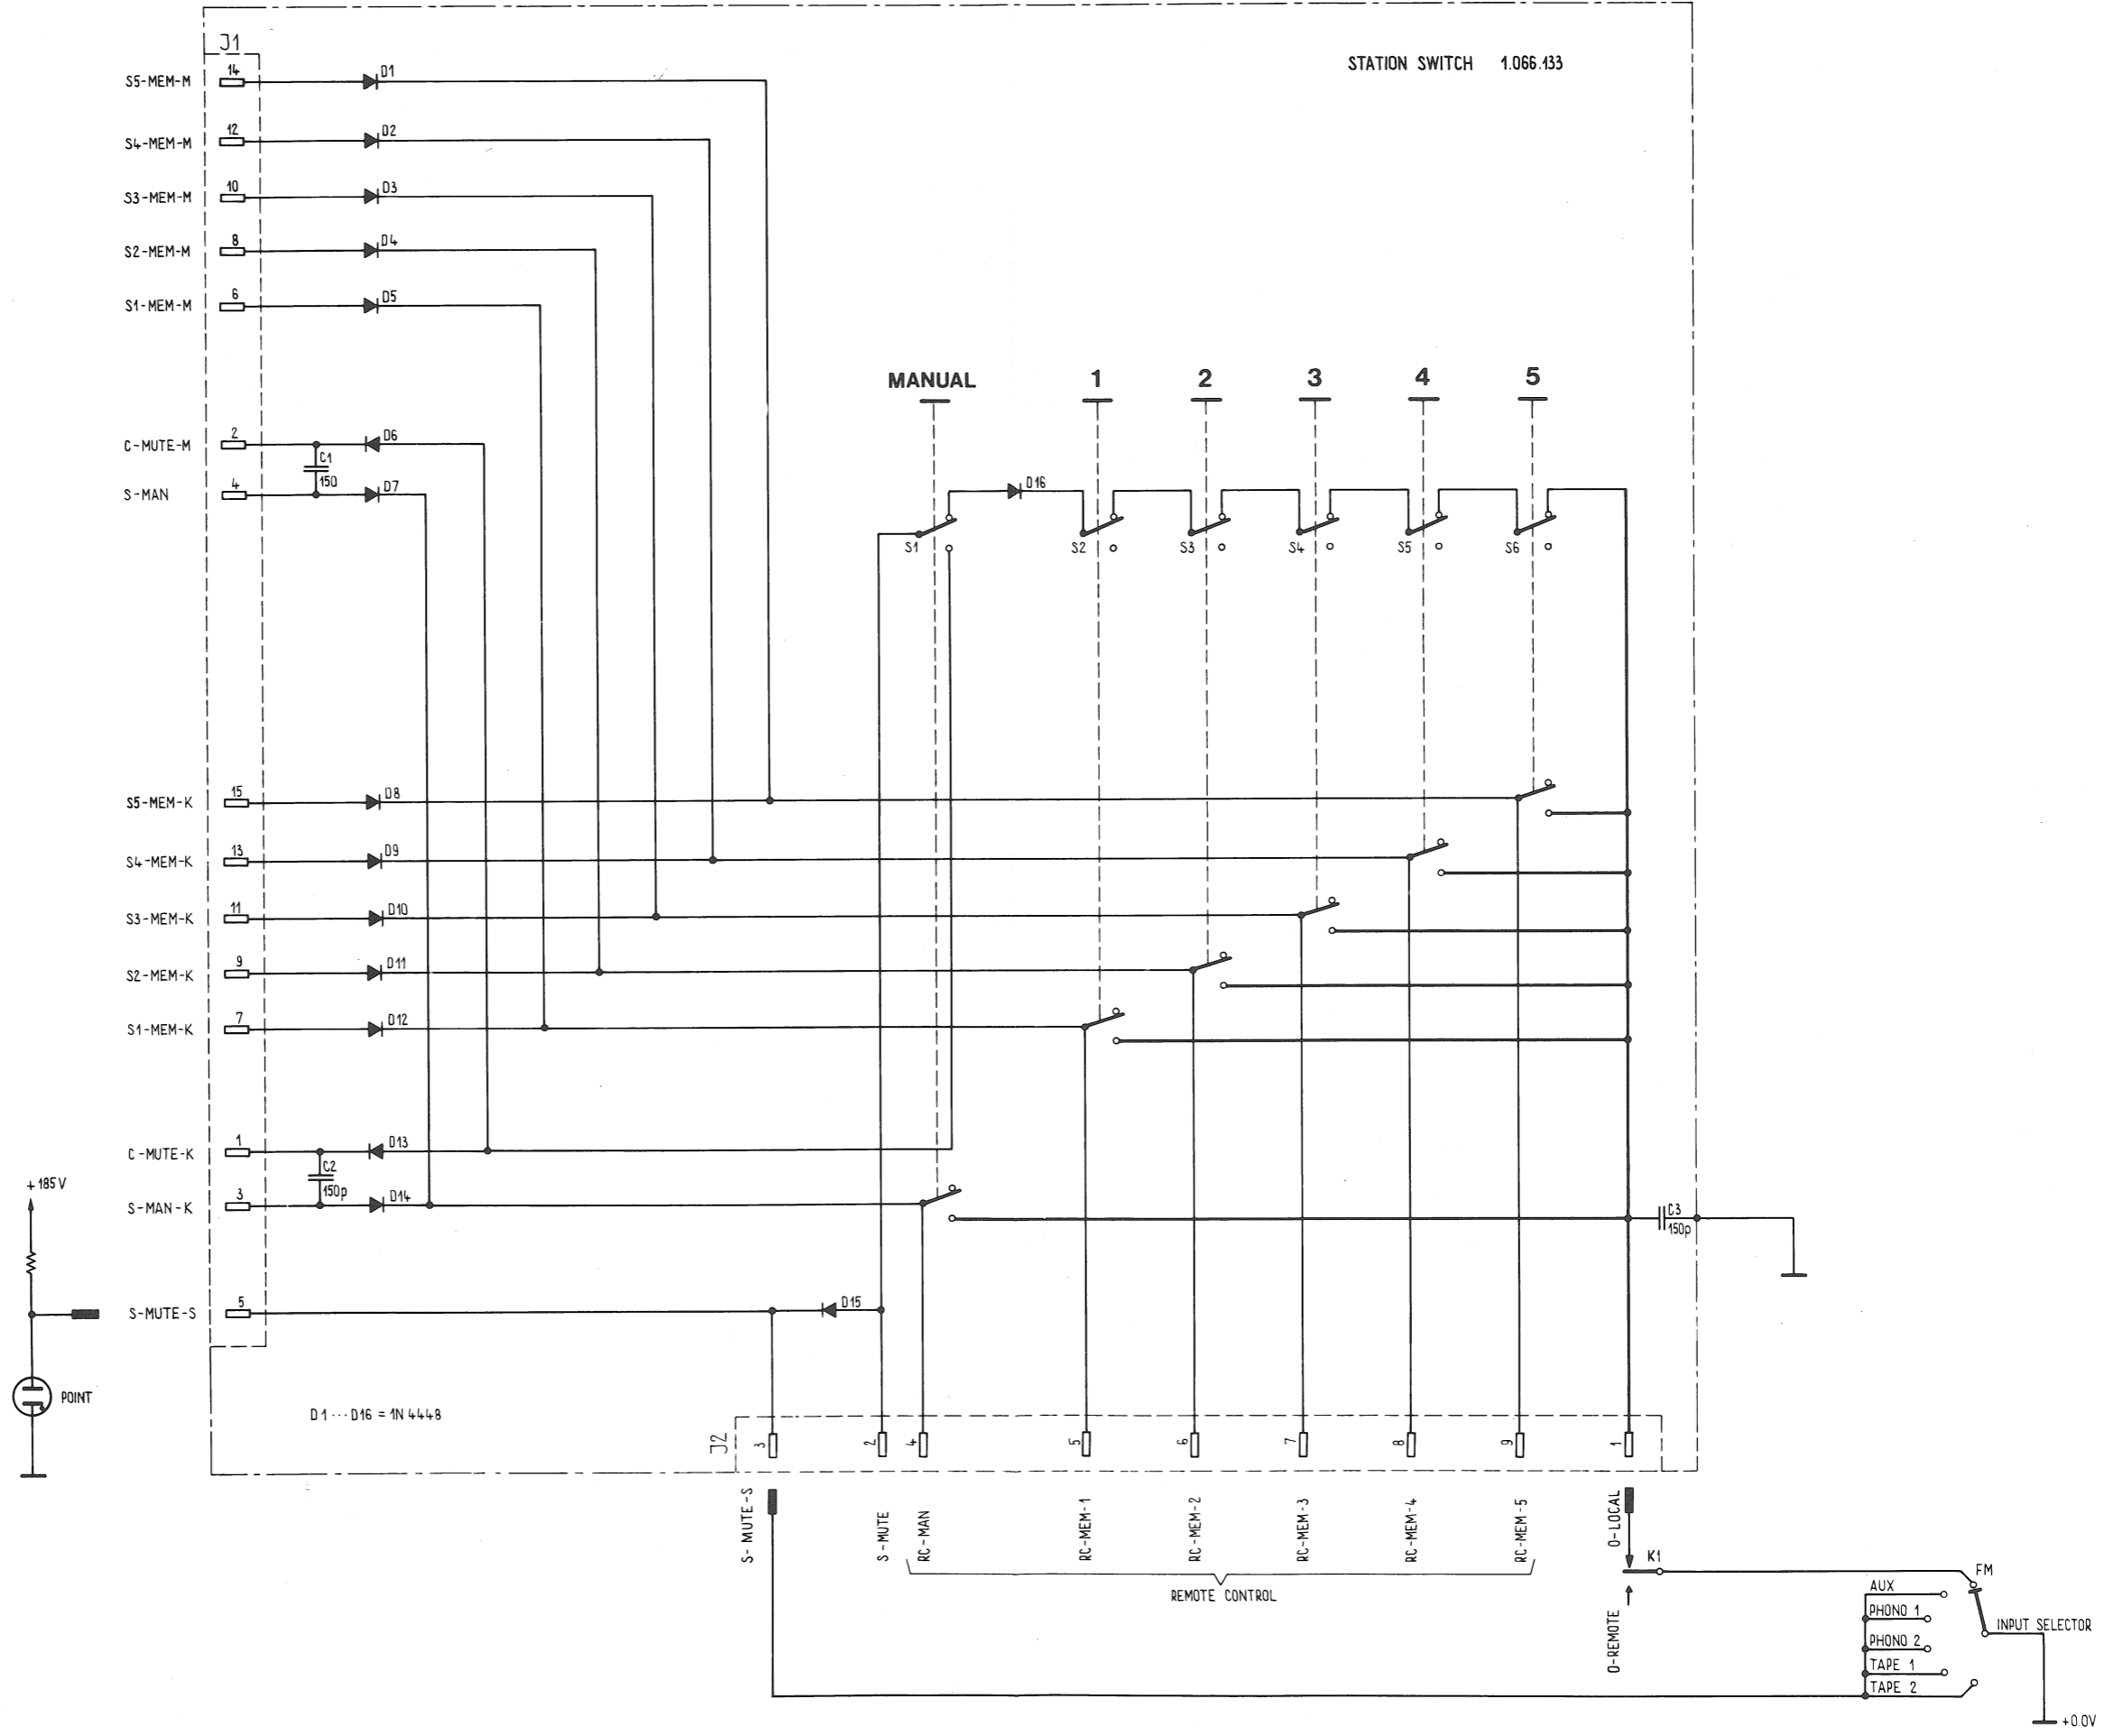 J1
STATION SWITCH 1.066.133
S5-MEM-M 14 D1
S4-MEM-M 12 D2
S3-MEM-M 10 D3
S2-MEM-M 8 D4
S1-MEM-M 6 D5
MANUAL 1 2 3 4 5
C-MUTE-M 2 D6
C1
150
S-MAN 4 D7
D16
S1 S2 S3 S4 S5 S6
S5-MEM-K 15 D8
S4-MEM-K 13 D9
S3-MEM-K 11 D10
S2-MEM-K 9 D11
S1-MEM-K 7 D12
C-MUTE-K 1 D13
C2
150p
S-MAN-K 3 D14
C3
150p
+185V
S-MUTE-S 5 D15
POINT
D1···D16 = 1N4448
J2
3 2 4 5 6 7 8 9 1
S-MUTE-S
S-MUTE
RC-MAN
RC-MEM-1
RC-MEM-2
RC-MEM-3
RC-MEM-4
RC-MEM-5
0-LOCAL
REMOTE CONTROL
K1
0-REMOTE
FM
AUX
PHONO 1
PHONO 2
TAPE 1
TAPE 2
INPUT SELECTOR
+0.0V